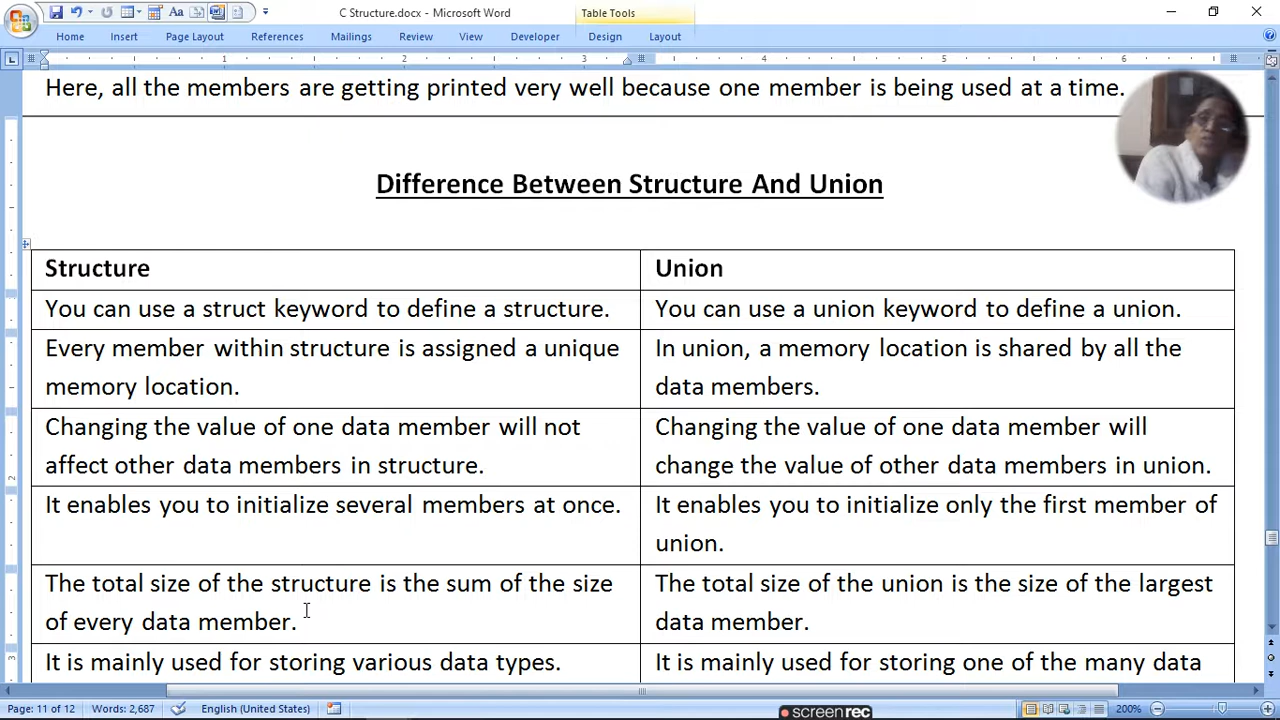 C Structure.docx - Microsoft Word
Table Tools
Home Insert Page Layout References Mailings Review View Developer Design Layout
1 2 3 4 5 6
Here, all the members are getting printed very well because one member is being used at a time.
Difference Between Structure And Union
Structure
Union
You can use a struct keyword to define a structure.
You can use a union keyword to define a union.
Every member within structure is assigned a unique
memory location.
In union, a memory location is shared by all the
data members.
Changing the value of one data member will not
affect other data members in structure.
Changing the value of one data member will
change the value of other data members in union.
It enables you to initialize several members at once.
It enables you to initialize only the first member of
union.
The total size of the structure is the sum of the size
of every data member.
The total size of the union is the size of the largest
data member.
It is mainly used for storing various data types.
It is mainly used for storing one of the many data
Page: 11 of 12 Words: 2,687 English (United States) 200%
screenrec